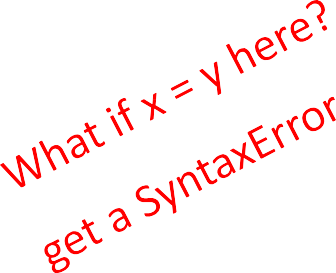 What if x = y here?
get a SyntaxError